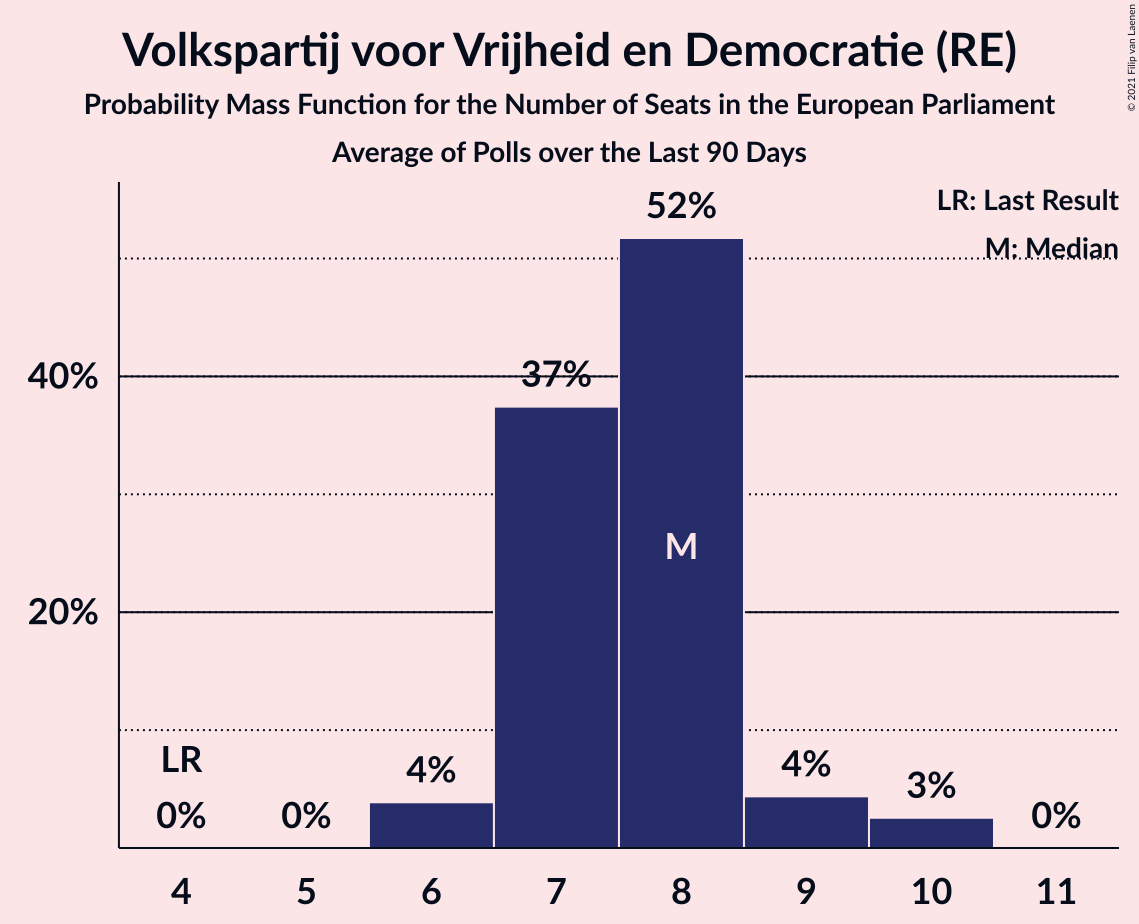 Volkspartij voor Vrijheid en Democratie (RE)
Probability Mass Function for the Number of Seats in the European Parliament
Average of Polls over the Last 90 Days
© 2021 Filip van Laenen
LR: Last Result
M: Median
52%
40%
37%
M
20%
LR
0%
0%
4%
4%
3%
0%
4
5
6
7
8
9
10
11